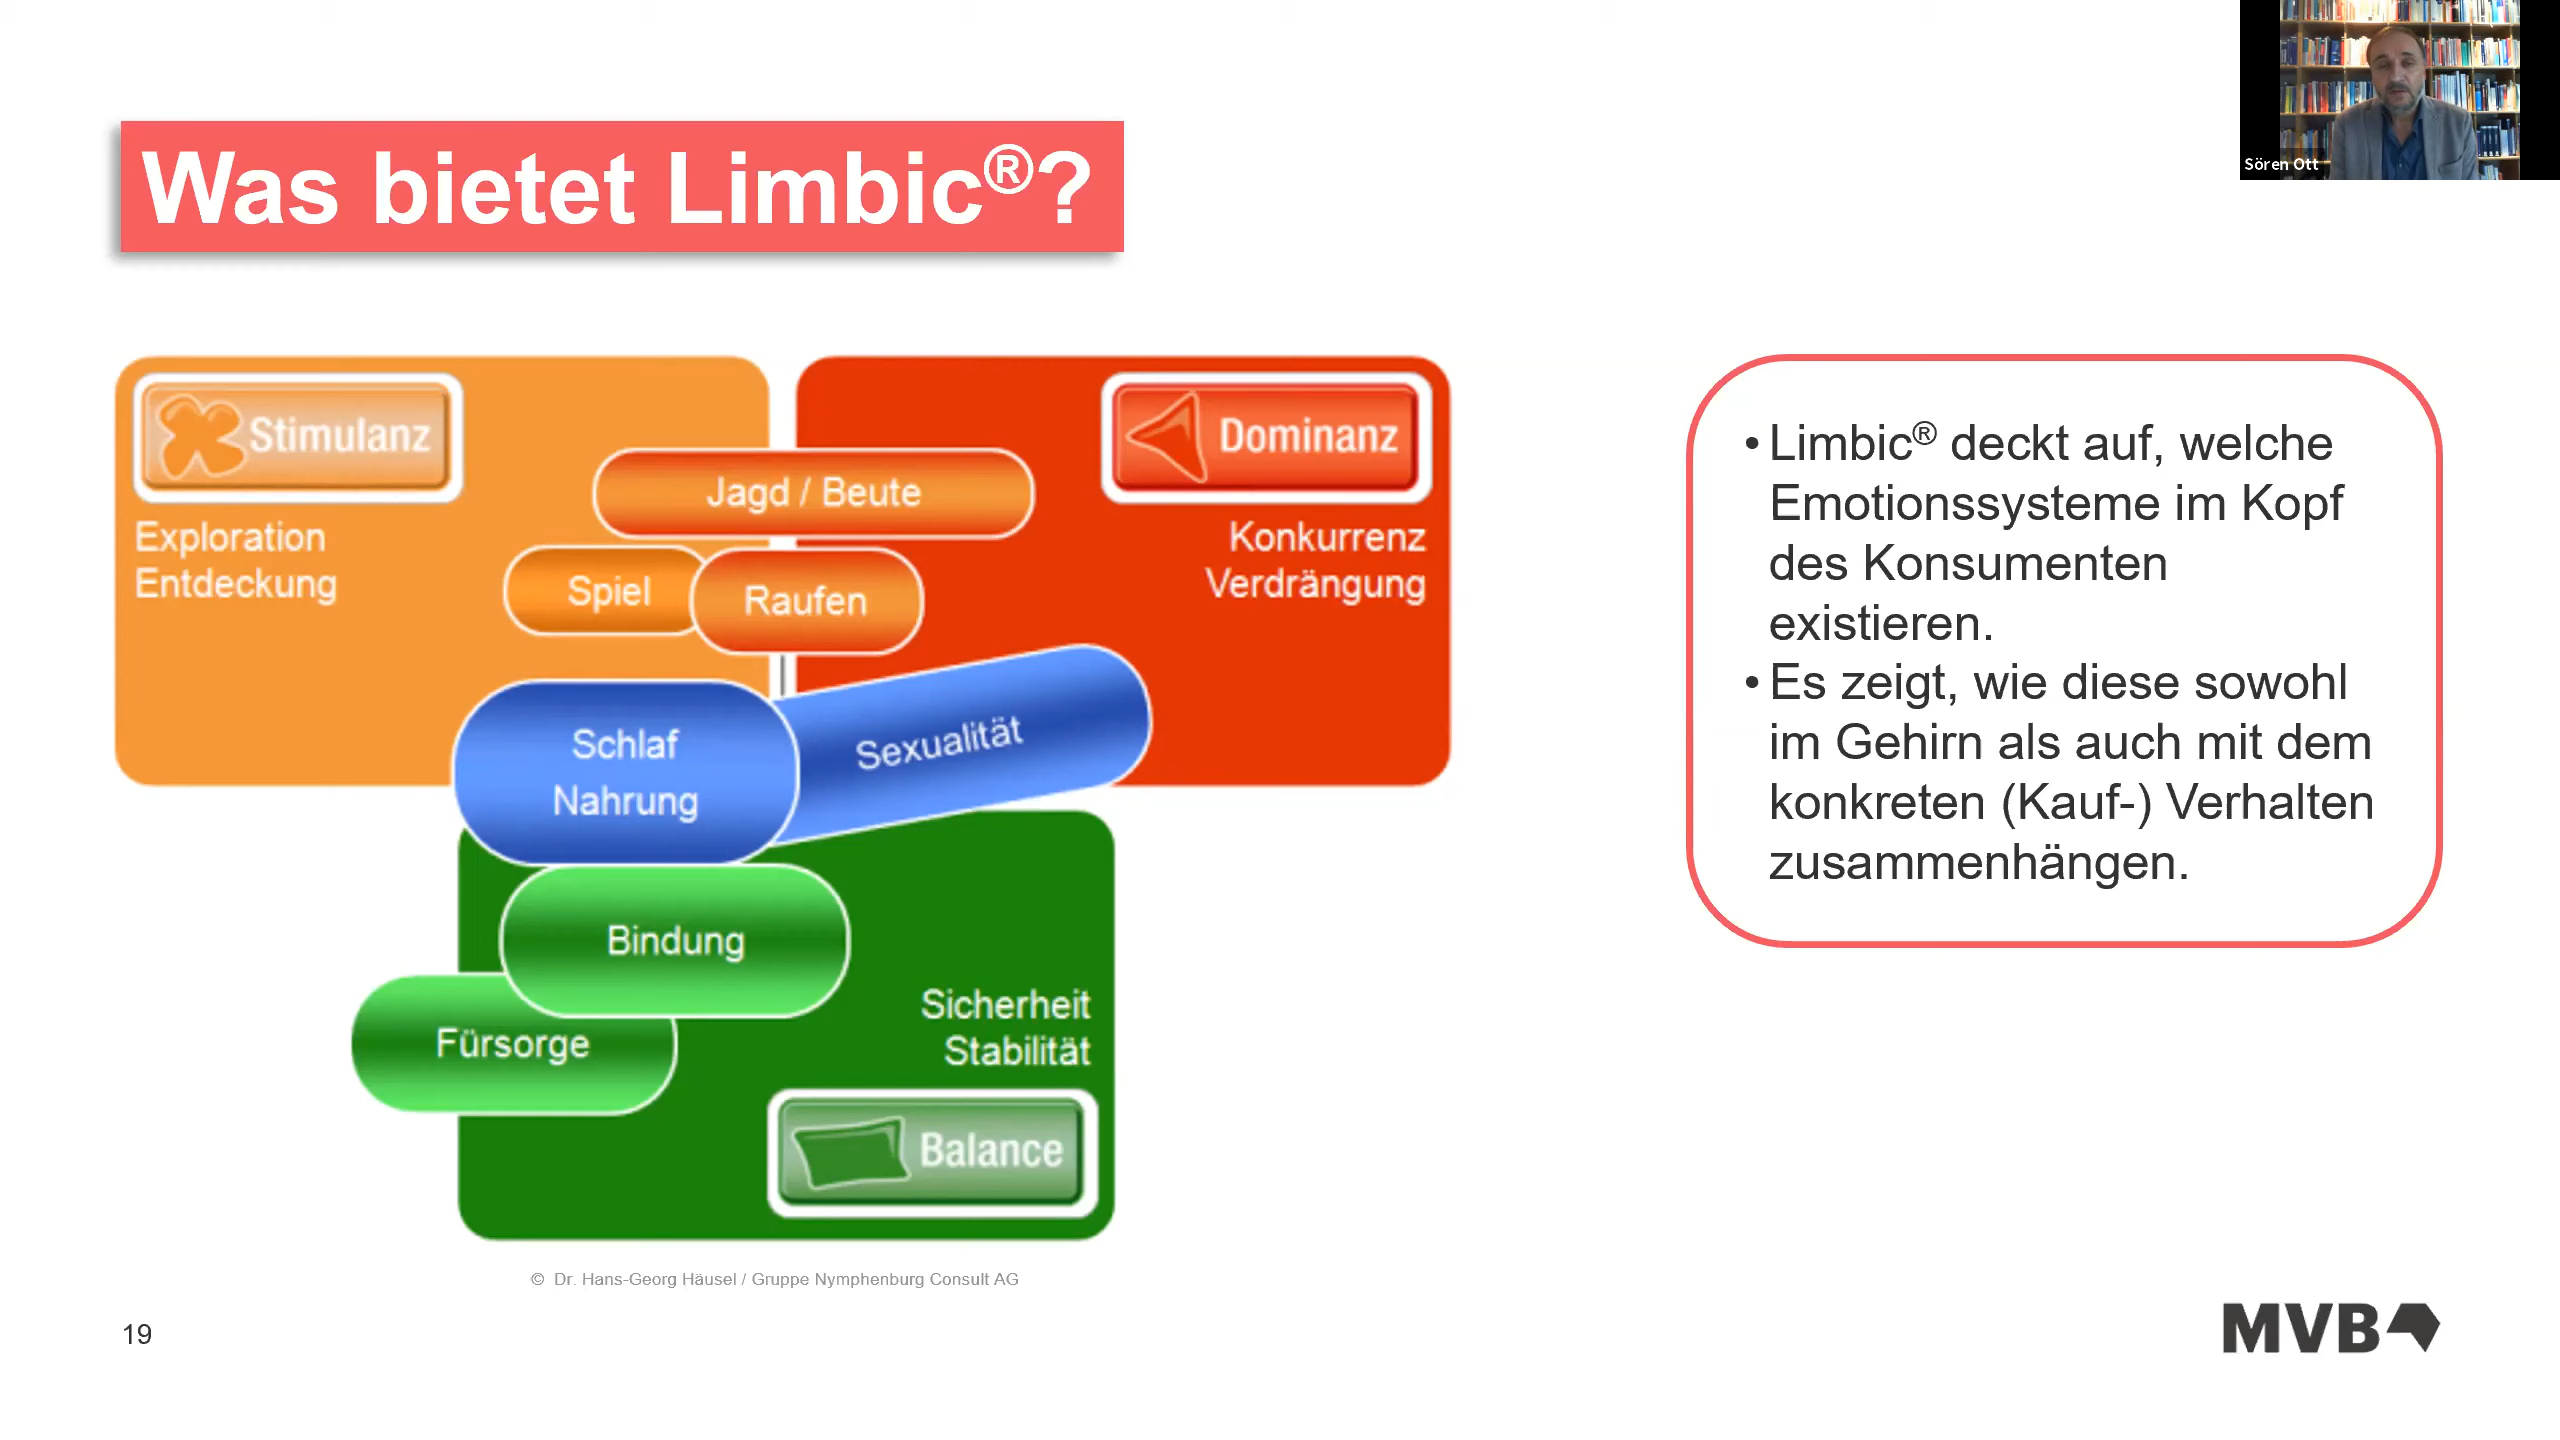 Sören Ott
Was bietet Limbic®?
Stimulanz
Exploration
Entdeckung
Dominanz
Konkurrenz
Verdrängung
Jagd / Beute
Spiel
Raufen
Schlaf
Nahrung
Sexualität
Bindung
Fürsorge
Sicherheit
Stabilität
Balance
© Dr. Hans-Georg Häusel / Gruppe Nymphenburg Consult AG
• Limbic® deckt auf, welche
Emotionssysteme im Kopf
des Konsumenten
existieren.
• Es zeigt, wie diese sowohl
im Gehirn als auch mit dem
konkreten (Kauf-) Verhalten
zusammenhängen.
19
MVB